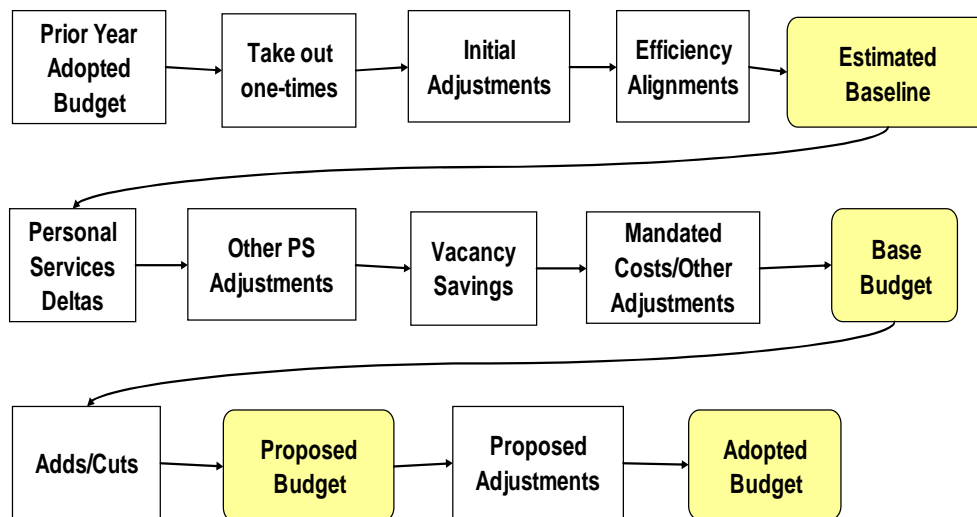 Prior Year
Adopted
Budget
Take out
one-times
Initial
Adjustments
Efficiency
Alignments
Estimated
Baseline
Personal
Services
Deltas
Other PS
Adjustments
Vacancy
Savings
Mandated
Costs/Other
Adjustments
Base
Budget
Adds/Cuts
Proposed
Budget
Proposed
Adjustments
Adopted
Budget